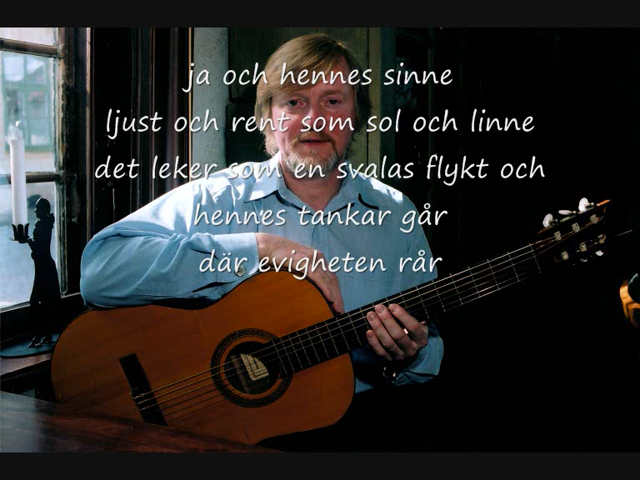 ja och hennes sinne
ljust och rent som sol och linne
det leker som en svalas flykt och
hennes tankar går
där evigheten rår